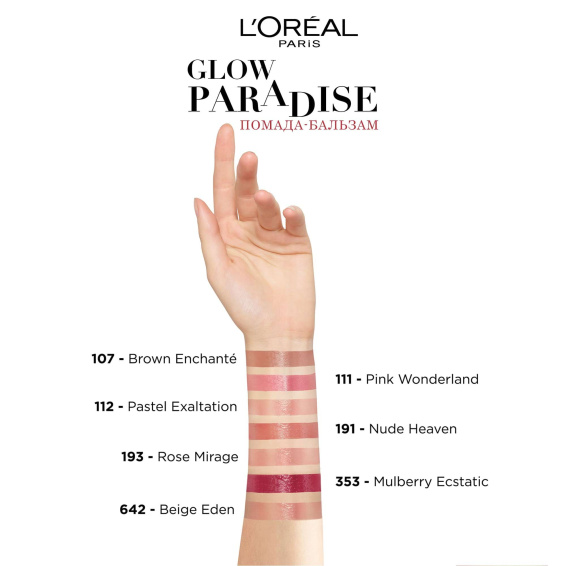 L'ORÉAL
PARIS
GLOW
PARADISE
ПОМАДА-БАЛЬЗАМ
107 - Brown Enchanté
111 - Pink Wonderland
112 - Pastel Exaltation
191 - Nude Heaven
193 - Rose Mirage
353 - Mulberry Ecstatic
642 - Beige Eden